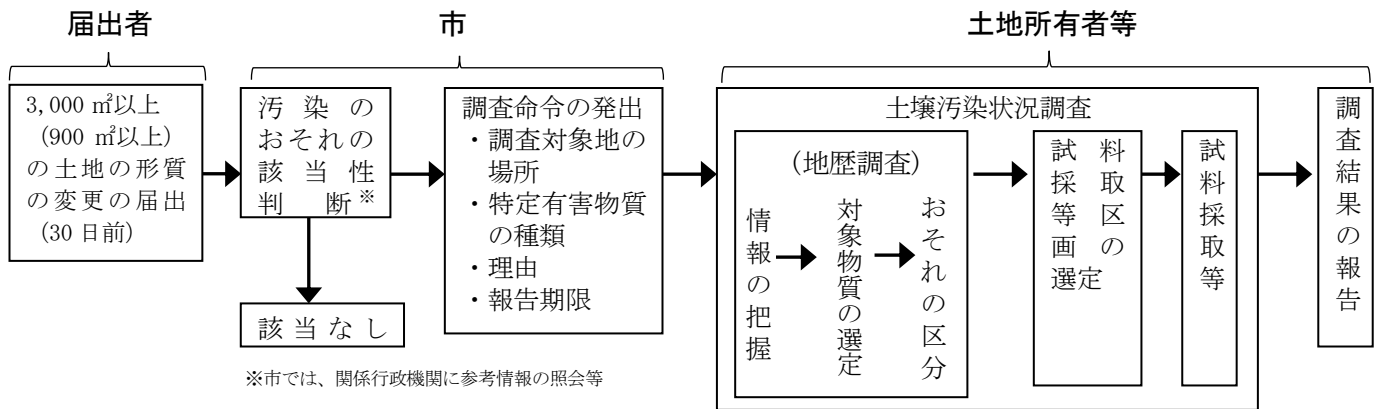 届出者
市
土地所有者等
3,000 ㎡以上
(900 ㎡以上)
の土地の形質
の変更の届出
(30 日前)
汚染の
おそれの
該当性
判断※
該当なし
※市では、関係行政機関に参考情報の照会等
調査命令の発出
・調査対象地の
場所
・特定有害物質
の種類
・理由
・報告期限
土壌汚染状況調査
(地歴調査)
情報の把握
対象物質の選定
おそれの区分
試料
採取
等区
画の
選定
試料採取等
調査結果の報告